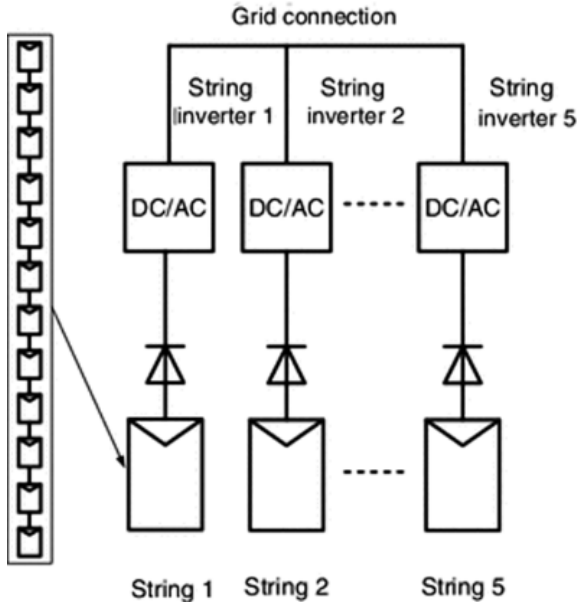 Grid connection
String
inverter 1
String
inverter 2
String
inverter 5
DC/AC
DC/AC
DC/AC
String 1
String 2
String 5